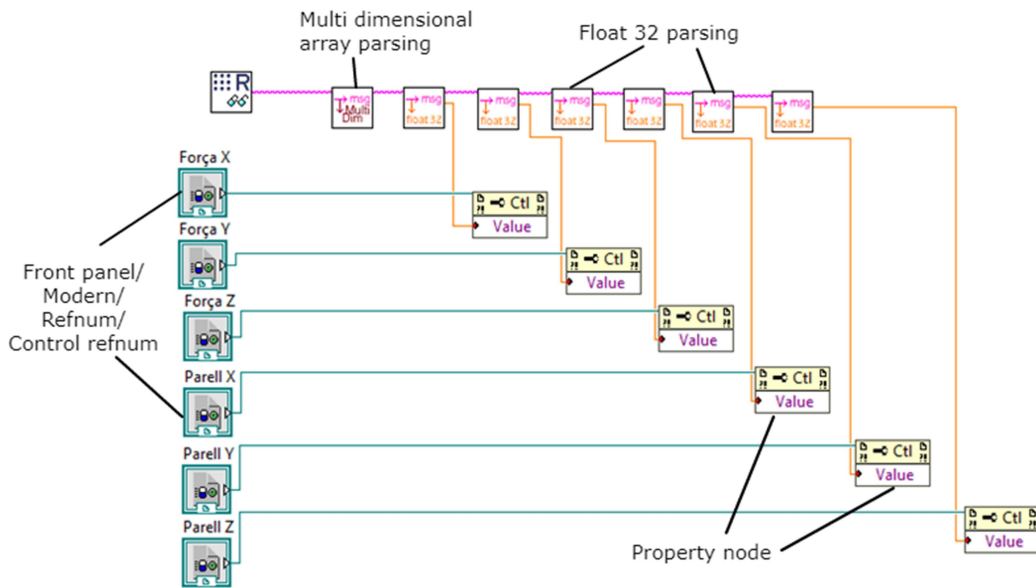 Multi dimensional
array parsing
Float 32 parsing
R
msg
Multi
Dim
msg
float 32
msg
float 32
msg
float 32
msg
float 32
msg
float 32
msg
float 32
Força X
Ctl
Value
Força Y
Ctl
Value
Front panel/
Modern/
Refnum/
Control refnum
Força Z
Ctl
Value
Parell X
Ctl
Value
Parell Y
Ctl
Value
Parell Z
Ctl
Value
Property node